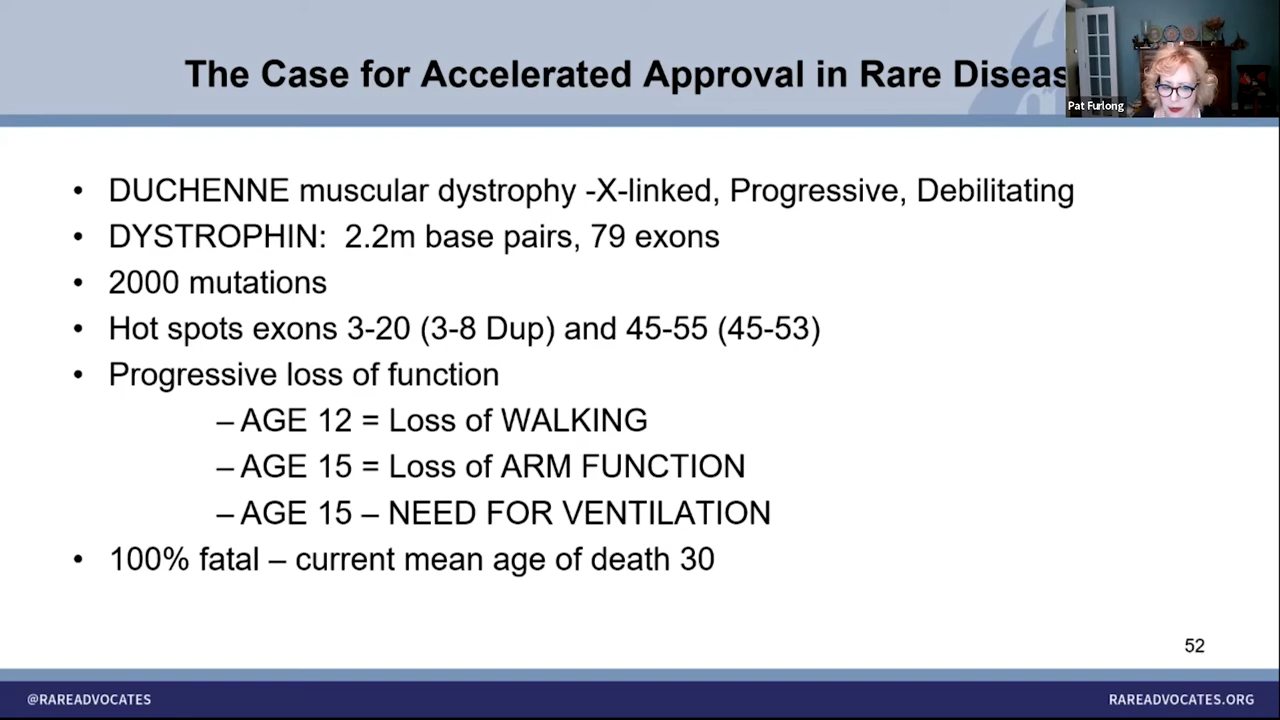 The Case for Accelerated Approval in Rare Diseas
Pat Furlong
• DUCHENNE muscular dystrophy -X-linked, Progressive, Debilitating
• DYSTROPHIN: 2.2m base pairs, 79 exons
• 2000 mutations
• Hot spots exons 3-20 (3-8 Dup) and 45-55 (45-53)
• Progressive loss of function
– AGE 12 = Loss of WALKING
– AGE 15 = Loss of ARM FUNCTION
– AGE 15 – NEED FOR VENTILATION
• 100% fatal – current mean age of death 30
52
@RAREADVOCATES
RAREADVOCATES.ORG